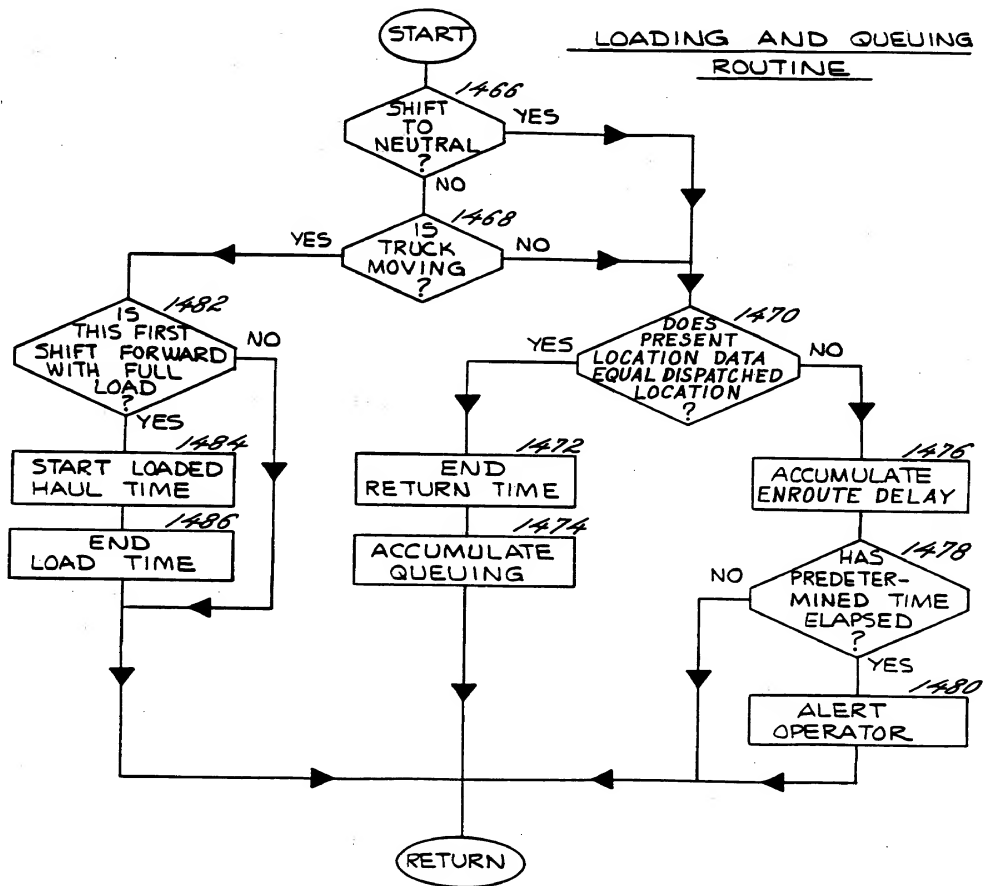 START
LOADING AND QUEUING
ROUTINE
1466
SHIFT
TO
NEUTRAL
?
YES
NO
1468
IS
TRUCK
MOVING
?
YES
NO
1482
IS
THIS FIRST
SHIFT FORWARD
WITH FULL
LOAD
?
NO
YES
1484
START LOADED
HAUL TIME
1486
END
LOAD TIME
1470
DOES
PRESENT
LOCATION DATA
EQUAL DISPATCHED
LOCATION
?
YES
NO
1472
END
RETURN TIME
1474
ACCUMULATE
QUEUING
1476
ACCUMULATE
ENROUTE DELAY
1478
HAS
PREDETER-
MINED TIME
ELAPSED
?
NO
YES
1480
ALERT
OPERATOR
RETURN